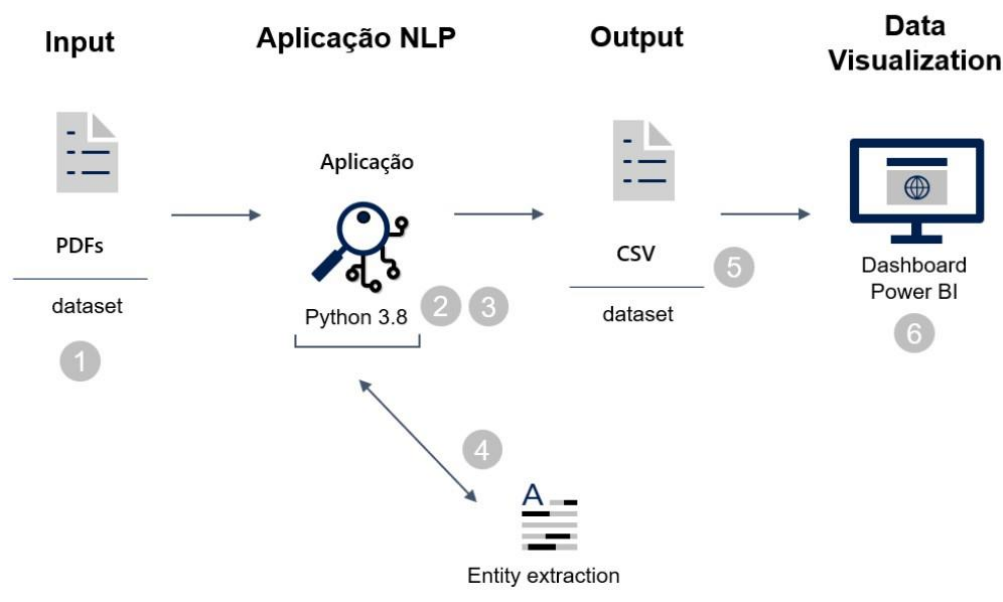 Input
Aplicação NLP
Output
Data
Visualization
PDFs
dataset
1
Aplicação
Python 3.8
2
3
4
A
Entity extraction
CSV
dataset
5
Dashboard
Power BI
6